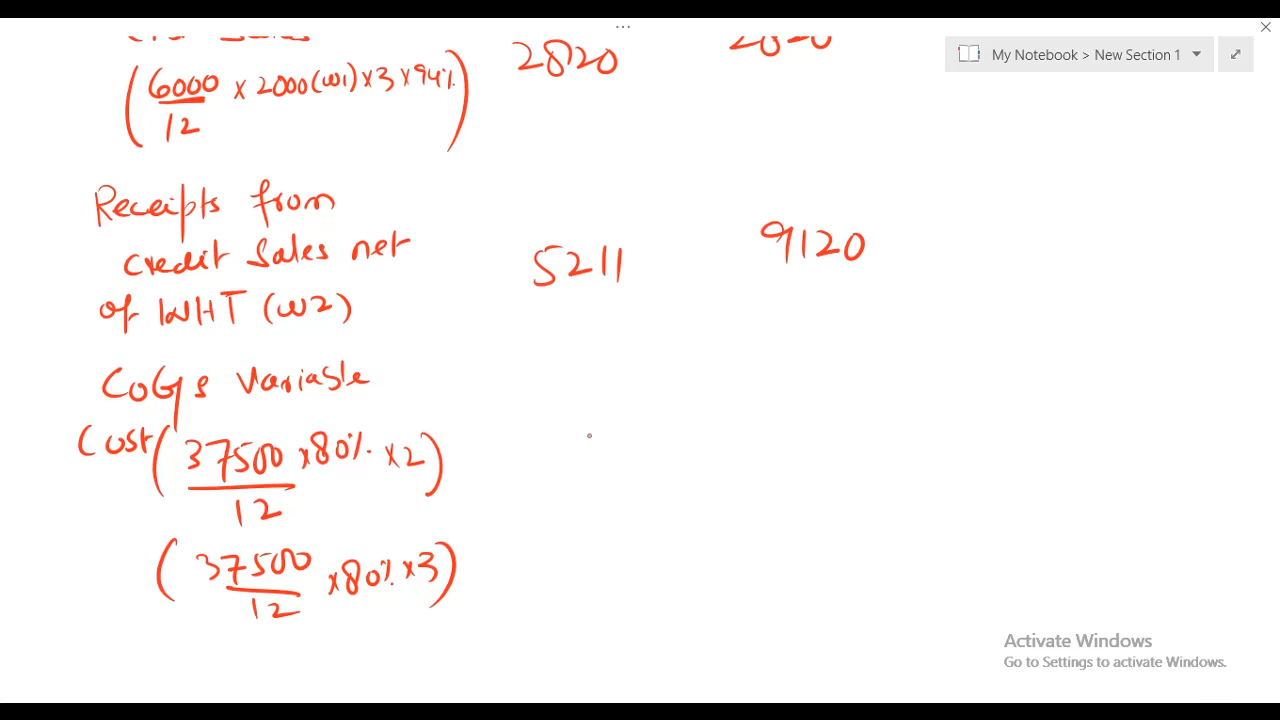 2820
My Notebook > New Section 1
(6000/12 × 2000(W1) × 3 × 94%)
Receipts from
credit sales net
of WHT (W2)
5211
9120
COGS Variable
Cost (37500/12 × 80% × 2)
(37500/12 × 80% × 3)
Activate Windows
Go to Settings to activate Windows.